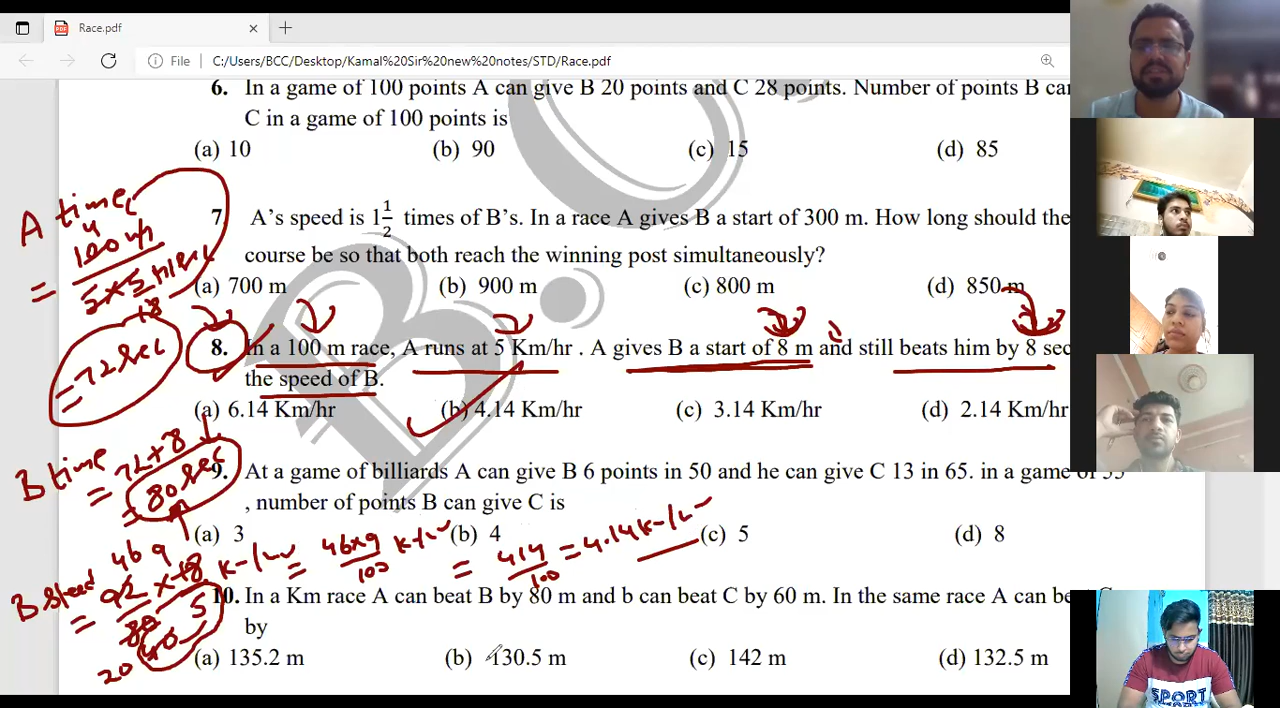 Race.pdf
File C:/Users/BCC/Desktop/Kamal%20Sir%20new%20notes/STD/Race.pdf
6. In a game of 100 points A can give B 20 points and C 28 points. Number of points B ca
C in a game of 100 points is
(a) 10 (b) 90 (c) 15 (d) 85
7 A's speed is 1 1/2 times of B's. In a race A gives B a start of 300 m. How long should the
course be so that both reach the winning post simultaneously?
(a) 700 m (b) 900 m (c) 800 m (d) 850 m
8. In a 100 m race, A runs at 5 Km/hr . A gives B a start of 8 m and still beats him by 8 sec
the speed of B.
(a) 6.14 Km/hr (b) 4.14 Km/hr (c) 3.14 Km/hr (d) 2.14 Km/hr
9. At a game of billiards A can give B 6 points in 50 and he can give C 13 in 65. in a game of 55
, number of points B can give C is
(a) 3 (b) 4 (c) 5 (d) 8
10. In a Km race A can beat B by 80 m and b can beat C by 60 m. In the same race A can be
by
(a) 135.2 m (b) 130.5 m (c) 142 m (d) 132.5 m
A time
=
= 72 sec
B time = 72+8
= 80 sec
B speed
= 46×9/100 = 414/100 = 4.14
SPORT